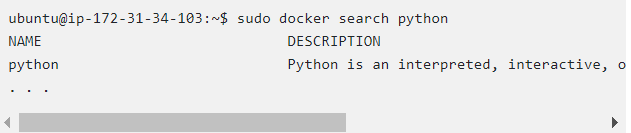 ubuntu@ip-172-31-34-103:~$ sudo docker search python
NAME DESCRIPTION
python Python is an interpreted, interactive, o
. . .